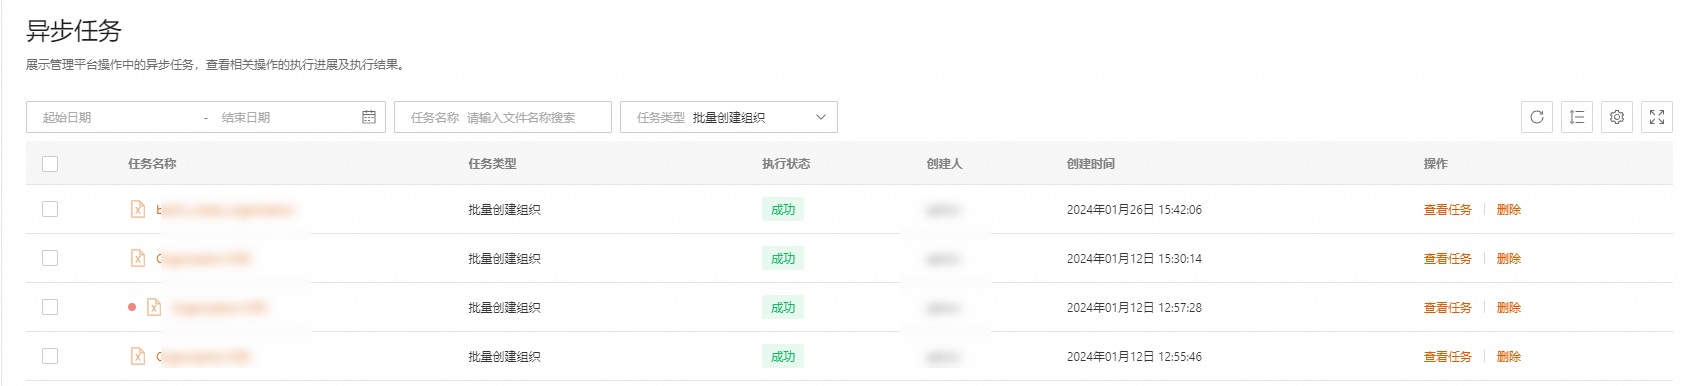 异步任务
展示管理平台操作中的异步任务，查看相关操作的执行进展及执行结果。
起始日期 - 结束日期 任务名称 请输入文件名称搜索 任务类型 批量创建组织
任务名称 任务类型 执行状态 创建人 创建时间 操作
批量创建组织 成功 2024年01月26日 15:42:06 查看任务 删除
批量创建组织 成功 2024年01月12日 15:30:14 查看任务 删除
批量创建组织 成功 2024年01月12日 12:57:28 查看任务 删除
批量创建组织 成功 2024年01月12日 12:55:46 查看任务 删除